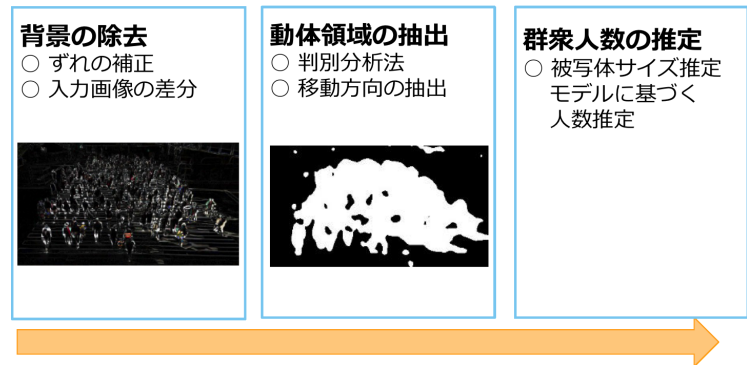 背景の除去
○ ずれの補正
○ 入力画像の差分
動体領域の抽出
○ 判別分析法
○ 移動方向の抽出
群衆人数の推定
○ 被写体サイズ推定
モデルに基づく
人数推定